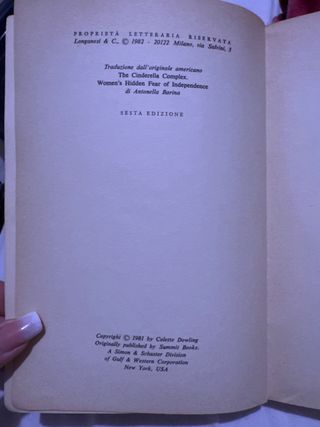 PROPRIETÀ LETTERARIA RISERVATA
Longanesi & C., © 1982 - 20122 Milano, via Salvini, 3
Traduzione dall'originale americano
The Cinderella Complex.
Women's Hidden Fear of Independence
di Antonella Barina
SESTA EDIZIONE
Copyright © 1981 by Colette Dowling
Originally published by Summit Books.
A Simon & Schuster Division
of Gulf & Western Corporation
New York, USA